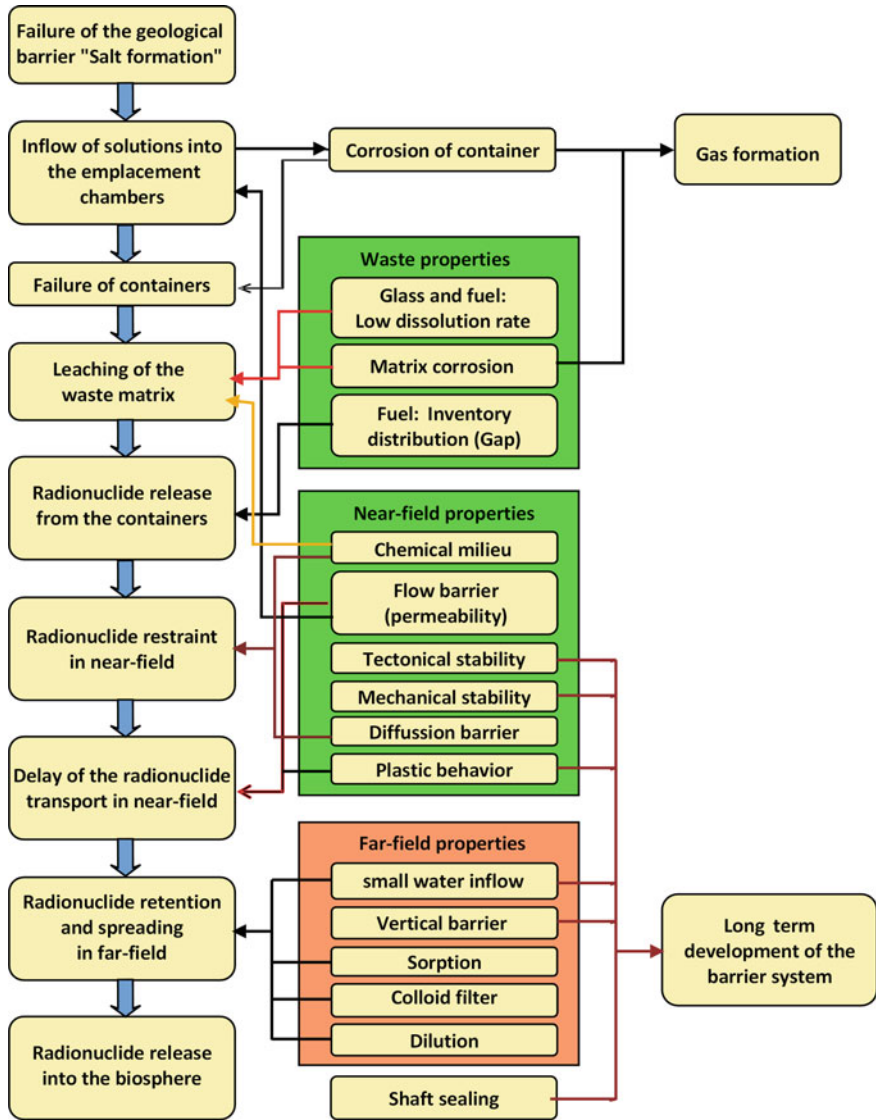 Failure of the geological
barrier "Salt formation"
Inflow of solutions into
the emplacement
chambers
Corrosion of container
Gas formation
Failure of containers
Leaching of the
waste matrix
Radionuclide release
from the containers
Radionuclide restraint
in near-field
Delay of the radionuclide
transport in near-field
Radionuclide retention
and spreading
in far-field
Radionuclide release
into the biosphere
Waste properties
Glass and fuel:
Low dissolution rate
Matrix corrosion
Fuel: Inventory
distribution (Gap)
Near-field properties
Chemical milieu
Flow barrier
(permeability)
Tectonical stability
Mechanical stability
Diffussion barrier
Plastic behavior
Far-field properties
small water inflow
Vertical barrier
Sorption
Colloid filter
Dilution
Shaft sealing
Long term
development of the
barrier system